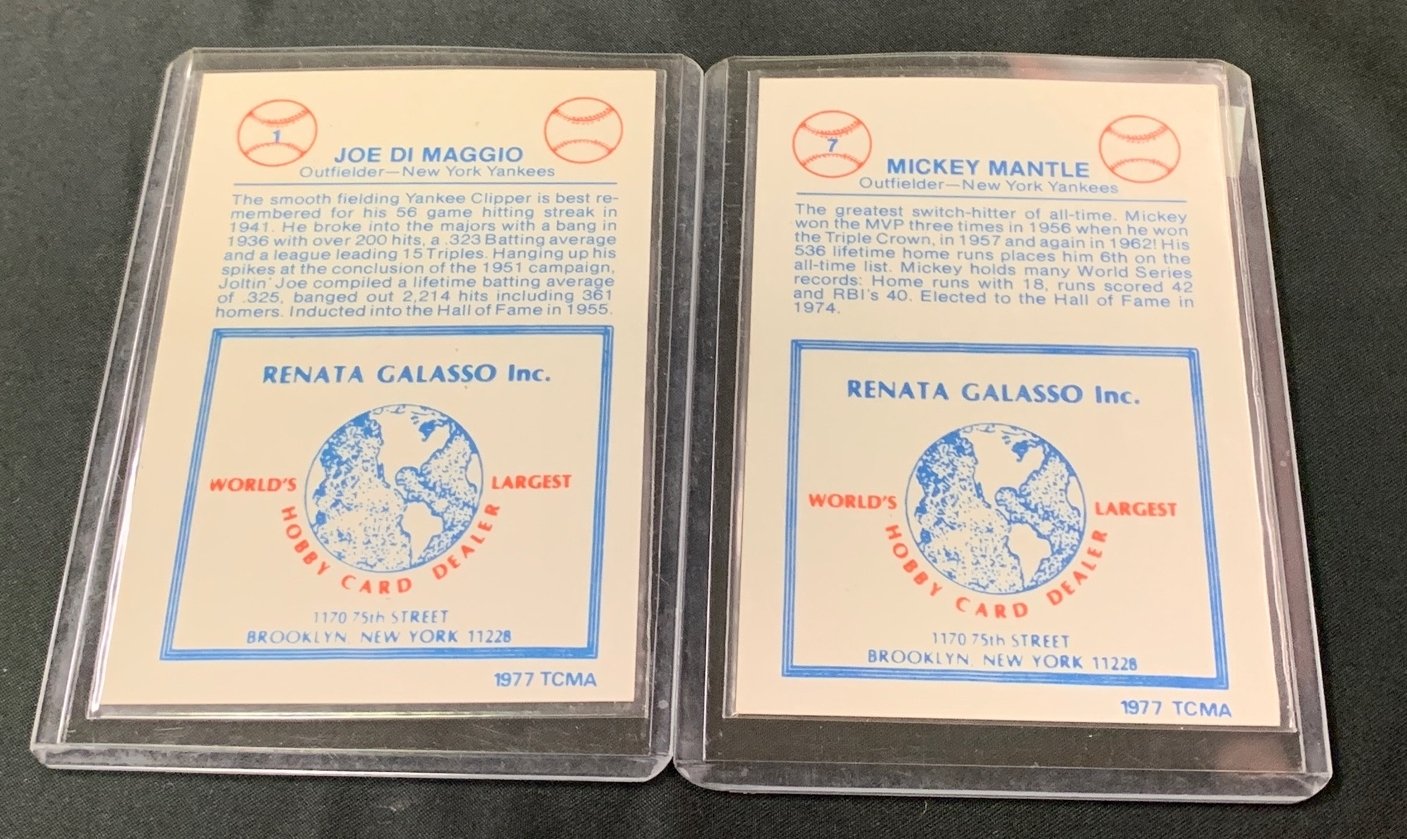 1
JOE DI MAGGIO
Outfielder—New York Yankees
The smooth fielding Yankee Clipper is best re-
membered for his 56 game hitting streak in
1941. He broke into the majors with a bang in
1936 with over 200 hits, a .323 Batting average
and a league leading 15 Triples. Hanging up his
spikes at the conclusion of the 1951 campaign,
Joltin' Joe compiled a lifetime batting average
of .325, banged out 2,214 hits including 361
homers. Inducted into the Hall of Fame in 1955.
RENATA GALASSO Inc.
WORLD'S LARGEST
HOBBY CARD DEALER
1170 75th STREET
BROOKLYN, NEW YORK 11228
1977 TCMA
7
MICKEY MANTLE
Outfielder—New York Yankees
The greatest switch-hitter of all-time. Mickey
won the MVP three times in 1956 when he won
the Triple Crown, in 1957 and again in 1962! His
536 lifetime home runs places him 6th on the
all-time list. Mickey holds many World Series
records: Home runs with 18, runs scored 42
and RBI's 40. Elected to the Hall of Fame in
1974.
RENATA GALASSO Inc.
WORLD'S LARGEST
HOBBY CARD DEALER
1170 75th STREET
BROOKLYN, NEW YORK 11228
1977 TCMA